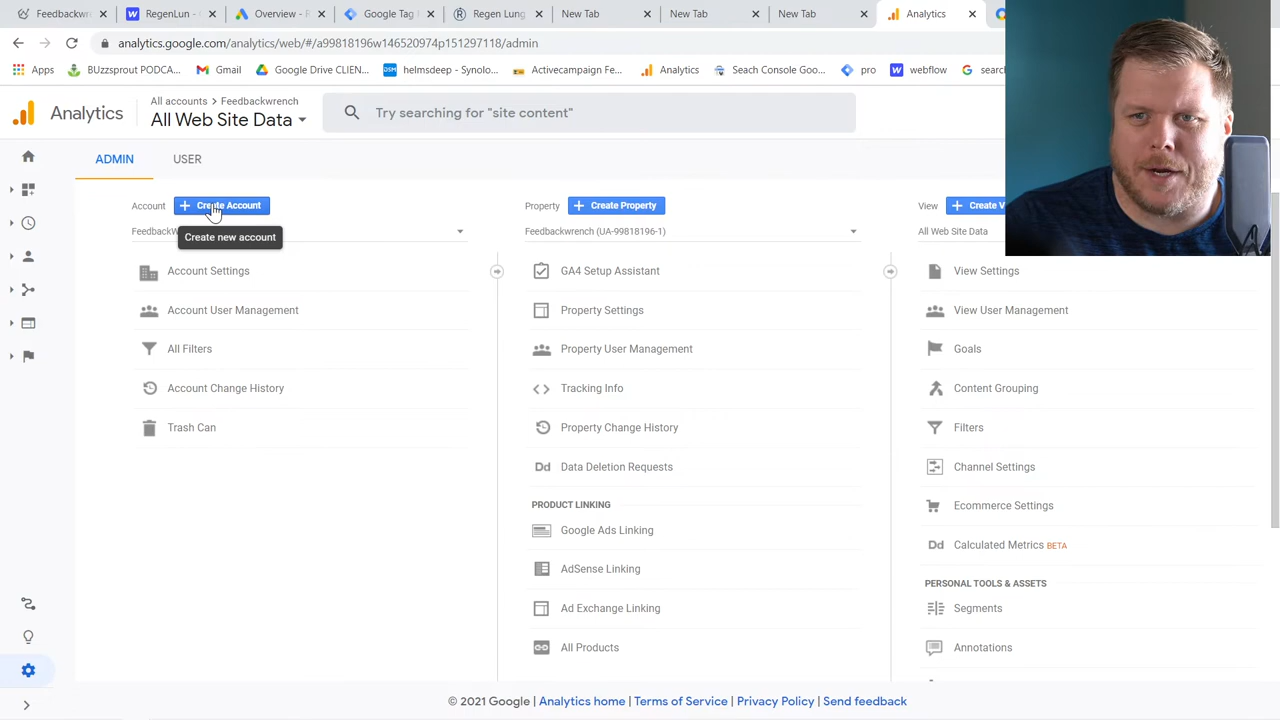 Feedbackwr
RegenLun - A
Overview - R
Google Tag M
Regen Lung
New Tab
New Tab
New Tab
Analytics
analytics.google.com/analytics/web/#/a99818196w146520974p151297118/admin
Apps
BUzzsprout PODCA...
Gmail
Google Drive CLIEN...
helmsdeep - Synolo...
Activecampaign Fe...
Analytics
Seach Console Goo...
pro
webflow
searc
Analytics
All accounts > Feedbackwrench
All Web Site Data
Try searching for "site content"
ADMIN
USER
Account
Create Account
Property
Create Property
View
Create V
FeedbackW
Create new account
Feedbackwrench (UA-99818196-1)
All Web Site Data
Account Settings
Account User Management
All Filters
Account Change History
Trash Can
GA4 Setup Assistant
Property Settings
Property User Management
Tracking Info
Property Change History
Dd Data Deletion Requests
PRODUCT LINKING
Google Ads Linking
AdSense Linking
Ad Exchange Linking
All Products
View Settings
View User Management
Goals
Content Grouping
Filters
Channel Settings
Ecommerce Settings
Dd Calculated Metrics BETA
PERSONAL TOOLS & ASSETS
Segments
Annotations
© 2021 Google | Analytics home | Terms of Service | Privacy Policy | Send feedback